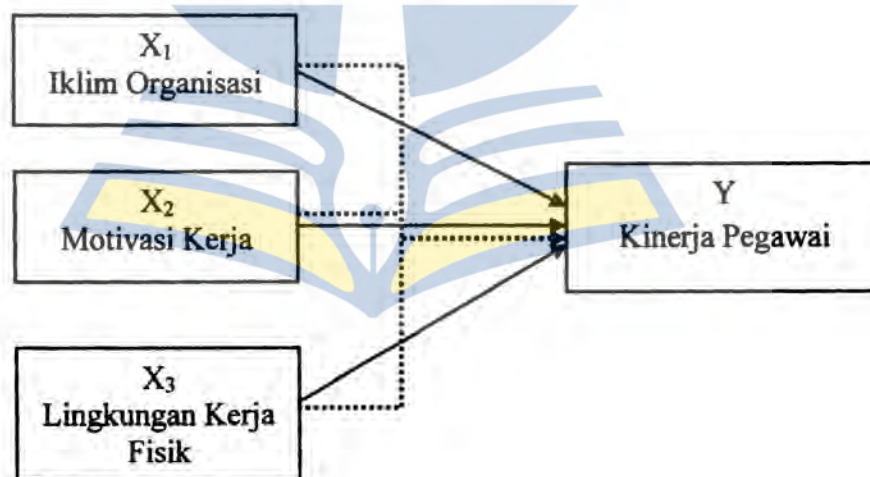 X₁
Iklim Organisasi
X₂
Motivasi Kerja
X₃
Lingkungan Kerja
Fisik
Y
Kinerja Pegawai